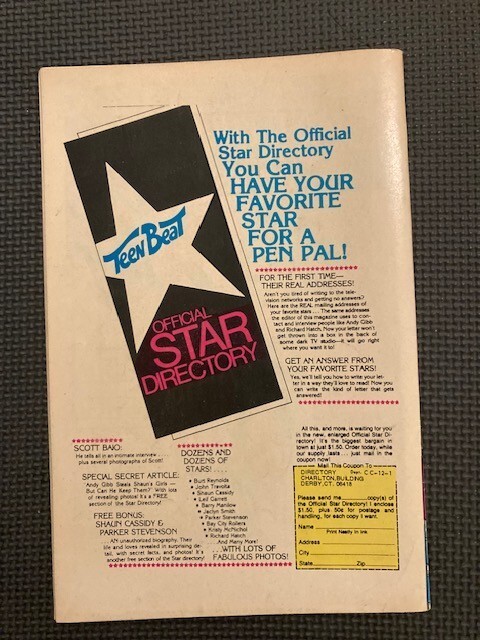 With The Official
Star Directory
You Can
HAVE YOUR
FAVORITE
STAR
FOR A
PEN PAL!
Teen Beat
OFFICIAL
STAR
DIRECTORY
FOR THE FIRST TIME—
THEIR REAL ADDRESSES!
Aren't you tired of writing to the tele-
vision networks and getting no answers?
Here are the REAL mailing addresses of
your favorite stars . . . The same addresses
the editor of this magazine uses to con-
tact and interview people like Andy Gibb
and Richard Hatch. Now your letter won't
get thrown into a box in the back of
some dark TV studio—it will go right
where you want it to!
GET AN ANSWER FROM
YOUR FAVORITE STARS!
Yes, we'll tell you how to write your let-
ter in a way they'll love to read! Now you
can write the kind of letter that gets
answered!
SCOTT BAIO:
He tells all in an intimate interview . . .
plus several photographs of Scott!
SPECIAL SECRET ARTICLE:
Andy Gibb Steals Shaun's Girls —
But Can He Keep Them? With lots
of revealing photos! It's a FREE
section of the Star Directory!
FREE BONUS:
SHAUN CASSIDY &
PARKER STEVENSON
. . . AN unauthorized biography. Their
life and loves revealed in surprising de-
tail, with secret facts, and photos! It's
another free section of the Star directory!
DOZENS AND
DOZENS OF
STARS! . . . .
• Burt Reynolds
• John Travolta
• Shaun Cassidy
• Leif Garrett
• Barry Manilow
• Jaclyn Smith
• Parker Stevenson
• Bay City Rollers
• Kristy McNichol
• Richard Hatch
. . . And Many More!
. . . WITH LOTS OF
FABULOUS PHOTOS!
All this, and more, is waiting for you
in the new, enlarged Official Star Di-
rectory! It's the biggest bargain in
town at just $1.50. Order today, while
our supply lasts . . . just mail in the
coupon now!
Mail This Coupon To
DIRECTORY Dept. CC-12-1
CHARLTON BUILDING
DERBY, CT. 06418
Please send me copy(s) of
the Official Star Directory! I enclose
$1.50, plus 50¢ for postage and
handling, for each copy I want.
Name
Print Neatly in Ink
Address
City
State Zip